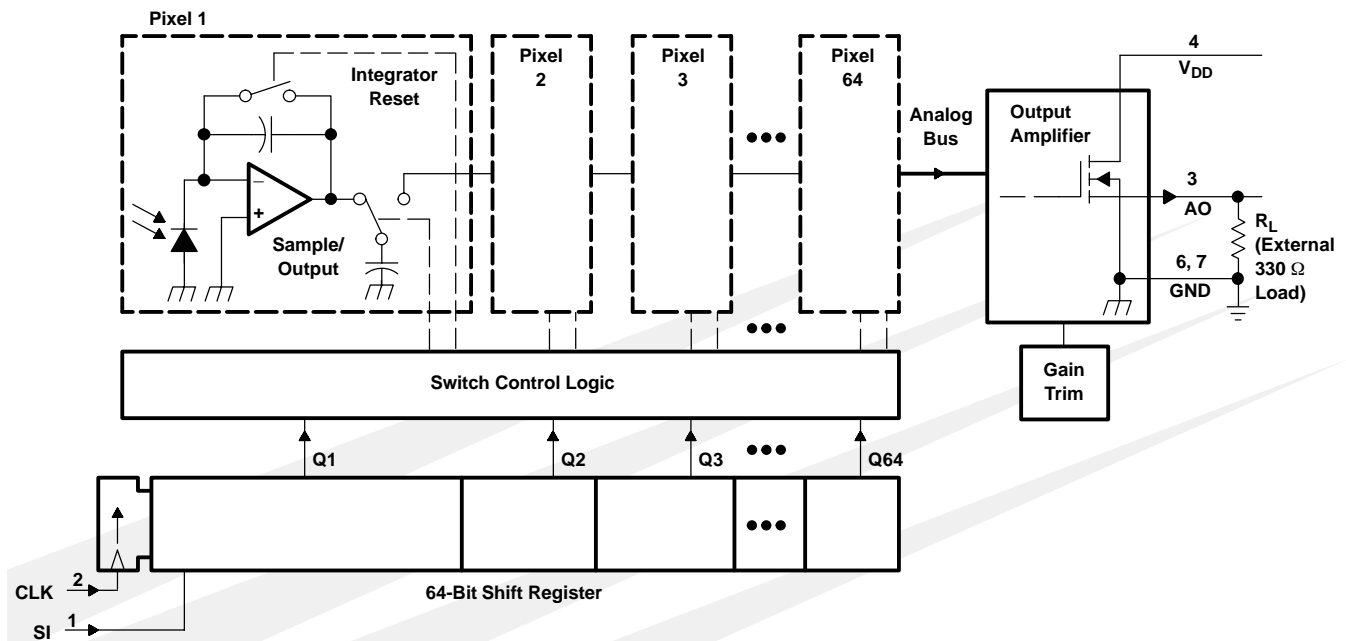 Pixel 1
Integrator
Reset
Sample/
Output
Pixel
2
Pixel
3
Pixel
64
Analog
Bus
Output
Amplifier
4
VDD
3
AO
RL
(External
330 Ω
Load)
6, 7
GND
Gain
Trim
Switch Control Logic
Q1
Q2
Q3
Q64
CLK
2
64-Bit Shift Register
SI
1